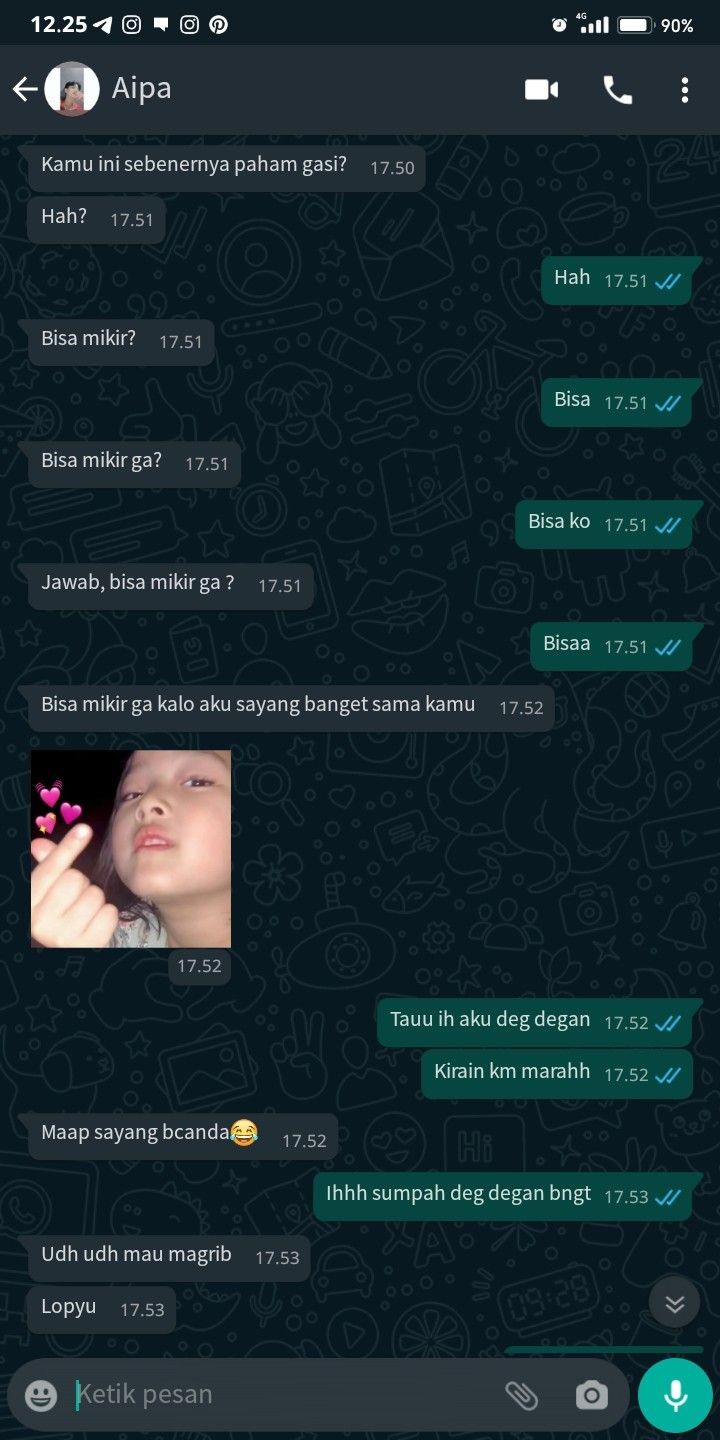 12.25 4G 90%
Aipa
Kamu ini sebenernya paham gasi? 17.50
Hah? 17.51
Hah 17.51
Bisa mikir? 17.51
Bisa 17.51
Bisa mikir ga? 17.51
Bisa ko 17.51
Jawab, bisa mikir ga ? 17.51
Bisaa 17.51
Bisa mikir ga kalo aku sayang banget sama kamu 17.52
17.52
Tauu ih aku deg degan 17.52
Kirain km marahh 17.52
Maap sayang bcanda😂 17.52
Ihhh sumpah deg degan bngt 17.53
Udh udh mau magrib 17.53
Lopyu 17.53
Ketik pesan